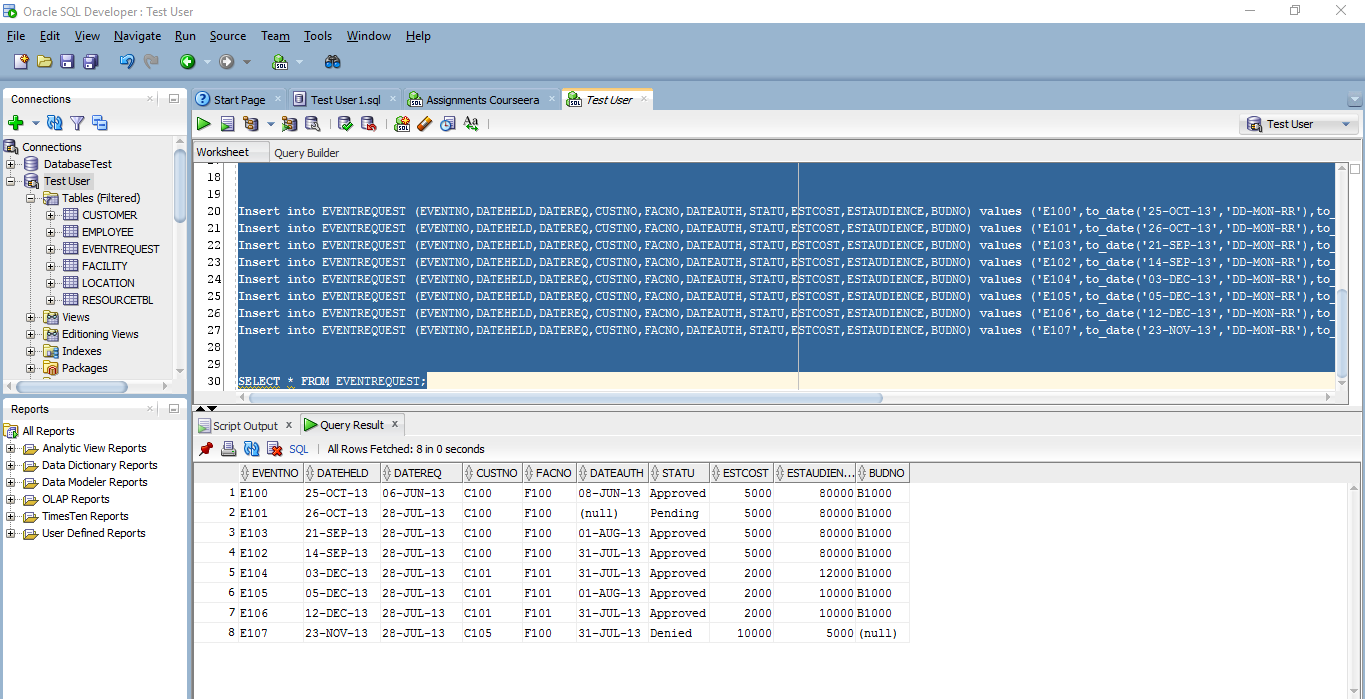 Oracle SQL Developer : Test User
File Edit View Navigate Run Source Team Tools Window Help
Connections
Connections
DatabaseTest
Test User
Tables (Filtered)
CUSTOMER
EMPLOYEE
EVENTREQUEST
FACILITY
LOCATION
RESOURCETBL
Views
Editioning Views
Indexes
Packages
Reports
All Reports
Analytic View Reports
Data Dictionary Reports
Data Modeler Reports
OLAP Reports
TimesTen Reports
User Defined Reports
Start Page Test User1.sql Assignments Courseera Test User
Test User
Worksheet Query Builder
18
19
20 Insert into EVENTREQUEST (EVENTNO,DATEHELD,DATEREQ,CUSTNO,FACNO,DATEAUTH,STATU,ESTCOST,ESTAUDIENCE,BUDNO) values ('E100',to_date('25-OCT-13','DD-MON-RR'),to_
21 Insert into EVENTREQUEST (EVENTNO,DATEHELD,DATEREQ,CUSTNO,FACNO,DATEAUTH,STATU,ESTCOST,ESTAUDIENCE,BUDNO) values ('E101',to_date('26-OCT-13','DD-MON-RR'),to_
22 Insert into EVENTREQUEST (EVENTNO,DATEHELD,DATEREQ,CUSTNO,FACNO,DATEAUTH,STATU,ESTCOST,ESTAUDIENCE,BUDNO) values ('E103',to_date('21-SEP-13','DD-MON-RR'),to_
23 Insert into EVENTREQUEST (EVENTNO,DATEHELD,DATEREQ,CUSTNO,FACNO,DATEAUTH,STATU,ESTCOST,ESTAUDIENCE,BUDNO) values ('E102',to_date('14-SEP-13','DD-MON-RR'),to_
24 Insert into EVENTREQUEST (EVENTNO,DATEHELD,DATEREQ,CUSTNO,FACNO,DATEAUTH,STATU,ESTCOST,ESTAUDIENCE,BUDNO) values ('E104',to_date('03-DEC-13','DD-MON-RR'),to_
25 Insert into EVENTREQUEST (EVENTNO,DATEHELD,DATEREQ,CUSTNO,FACNO,DATEAUTH,STATU,ESTCOST,ESTAUDIENCE,BUDNO) values ('E105',to_date('05-DEC-13','DD-MON-RR'),to_
26 Insert into EVENTREQUEST (EVENTNO,DATEHELD,DATEREQ,CUSTNO,FACNO,DATEAUTH,STATU,ESTCOST,ESTAUDIENCE,BUDNO) values ('E106',to_date('12-DEC-13','DD-MON-RR'),to_
27 Insert into EVENTREQUEST (EVENTNO,DATEHELD,DATEREQ,CUSTNO,FACNO,DATEAUTH,STATU,ESTCOST,ESTAUDIENCE,BUDNO) values ('E107',to_date('23-NOV-13','DD-MON-RR'),to_
28
29
30 SELECT * FROM EVENTREQUEST;
Script Output Query Result
SQL All Rows Fetched: 8 in 0 seconds
EVENTNO DATEHELD DATEREQ CUSTNO FACNO DATEAUTH STATU ESTCOST ESTAUDIEN... BUDNO
1 E100 25-OCT-13 06-JUN-13 C100 F100 08-JUN-13 Approved 5000 80000 B1000
2 E101 26-OCT-13 28-JUL-13 C100 F100 (null) Pending 5000 80000 B1000
3 E103 21-SEP-13 28-JUL-13 C100 F100 01-AUG-13 Approved 5000 80000 B1000
4 E102 14-SEP-13 28-JUL-13 C100 F100 31-JUL-13 Approved 5000 80000 B1000
5 E104 03-DEC-13 28-JUL-13 C101 F101 31-JUL-13 Approved 2000 12000 B1000
6 E105 05-DEC-13 28-JUL-13 C101 F101 01-AUG-13 Approved 2000 10000 B1000
7 E106 12-DEC-13 28-JUL-13 C101 F101 31-JUL-13 Approved 2000 10000 B1000
8 E107 23-NOV-13 28-JUL-13 C105 F100 31-JUL-13 Denied 10000 5000 (null)